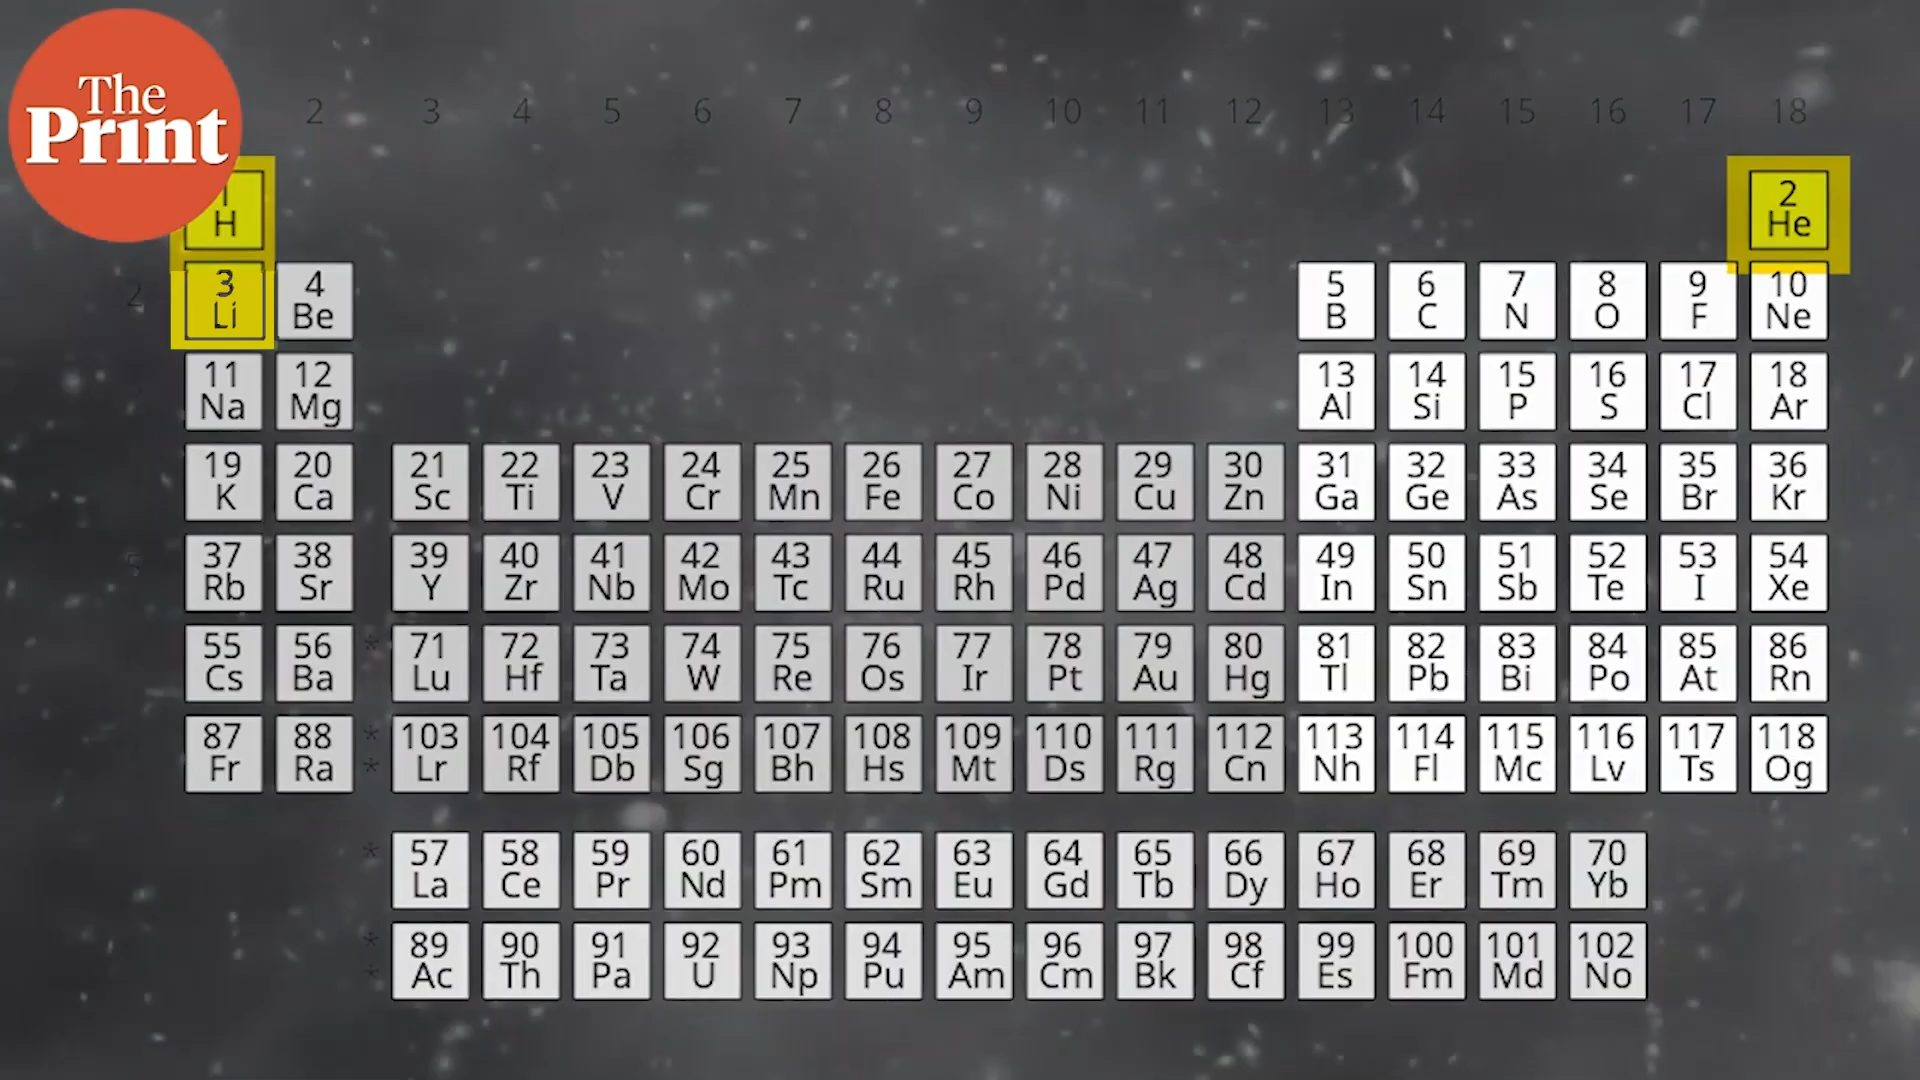 The
Print
2 3 4 5 6 7 8 9 10 11 12 13 14 15 16 17 18
1 2
H He
3 4 5 6 7 8 9 10
2 Li Be B C N O F Ne
11 12 13 14 15 16 17 18
Na Mg Al Si P S Cl Ar
19 20 21 22 23 24 25 26 27 28 29 30 31 32 33 34 35 36
K Ca Sc Ti V Cr Mn Fe Co Ni Cu Zn Ga Ge As Se Br Kr
37 38 39 40 41 42 43 44 45 46 47 48 49 50 51 52 53 54
5 Rb Sr Y Zr Nb Mo Tc Ru Rh Pd Ag Cd In Sn Sb Te I Xe
55 56 * 71 72 73 74 75 76 77 78 79 80 81 82 83 84 85 86
Cs Ba Lu Hf Ta W Re Os Ir Pt Au Hg Tl Pb Bi Po At Rn
87 88 * 103 104 105 106 107 108 109 110 111 112 113 114 115 116 117 118
Fr Ra * Lr Rf Db Sg Bh Hs Mt Ds Rg Cn Nh Fl Mc Lv Ts Og
* 57 58 59 60 61 62 63 64 65 66 67 68 69 70
La Ce Pr Nd Pm Sm Eu Gd Tb Dy Ho Er Tm Yb
* 89 90 91 92 93 94 95 96 97 98 99 100 101 102
* Ac Th Pa U Np Pu Am Cm Bk Cf Es Fm Md No